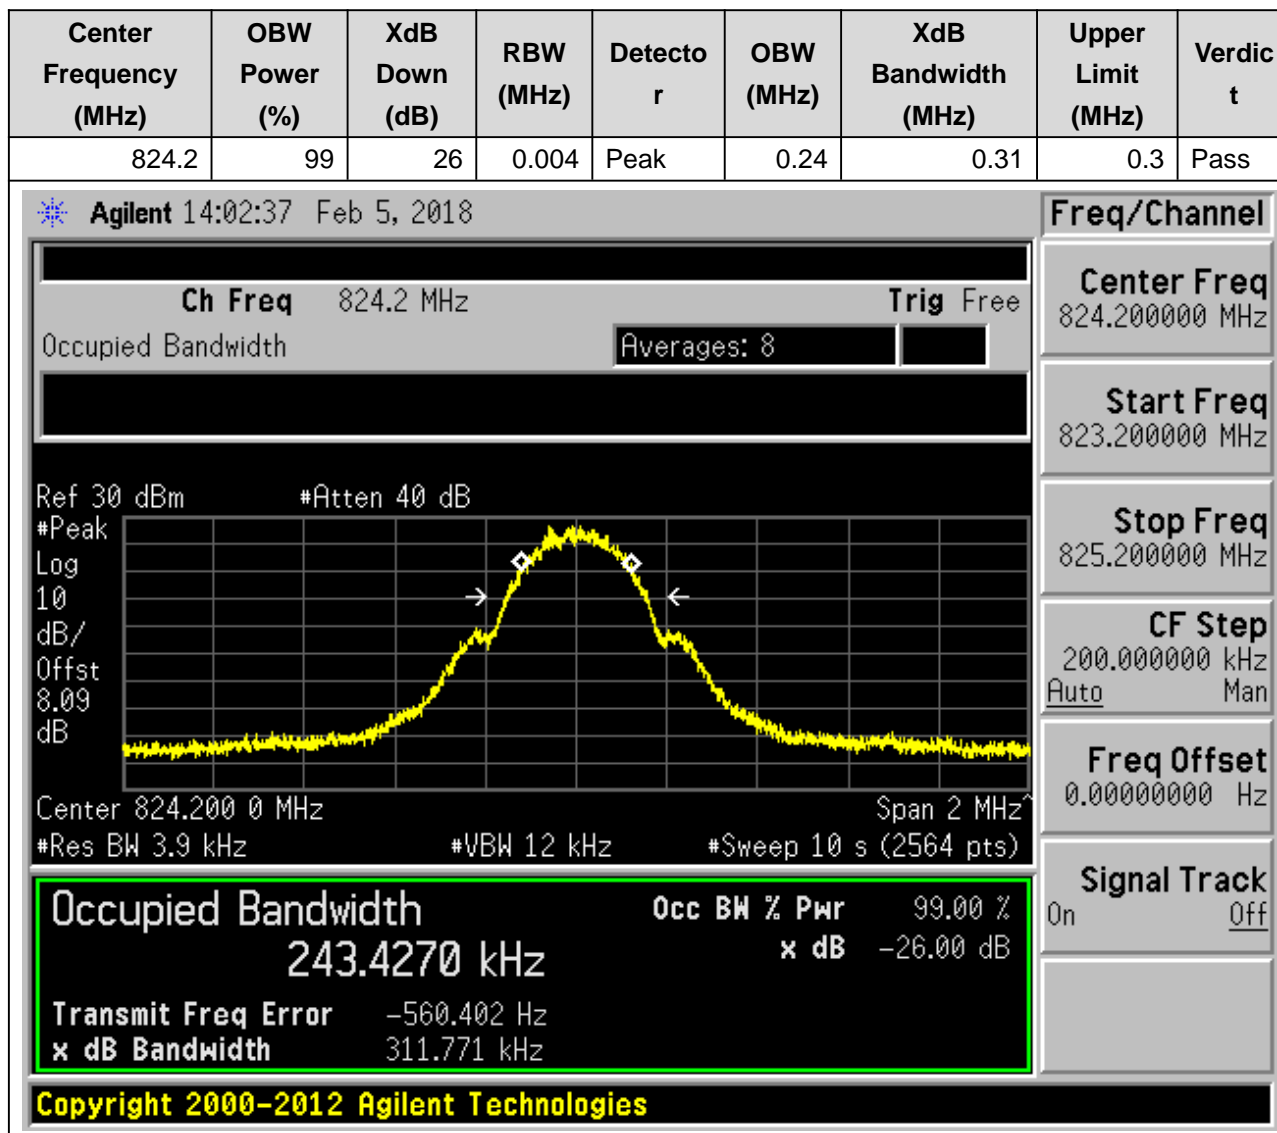 Center Frequency (MHz) OBW Power (%) XdB Down (dB) RBW (MHz) Detector OBW (MHz) XdB Bandwidth (MHz) Upper Limit (MHz) Verdict
824.2 99 26 0.004 Peak 0.24 0.31 0.3 Pass
Agilent 14:02:37 Feb 5, 2018
Freq/Channel
Ch Freq 824.2 MHz Trig Free
Occupied Bandwidth Averages: 8
Center Freq
824.200000 MHz
Start Freq
823.200000 MHz
Stop Freq
825.200000 MHz
CF Step
200.000000 kHz
Auto Man
Freq Offset
0.00000000 Hz
Signal Track
On Off
Ref 30 dBm #Atten 40 dB
#Peak
Log
10
dB/
Offst
8.09
dB
Center 824.200 0 MHz Span 2 MHz^
#Res BW 3.9 kHz #VBW 12 kHz #Sweep 10 s (2564 pts)
Occupied Bandwidth Occ BW % Pwr 99.00 %
243.4270 kHz x dB -26.00 dB
Transmit Freq Error -560.402 Hz
x dB Bandwidth 311.771 kHz
Copyright 2000-2012 Agilent Technologies